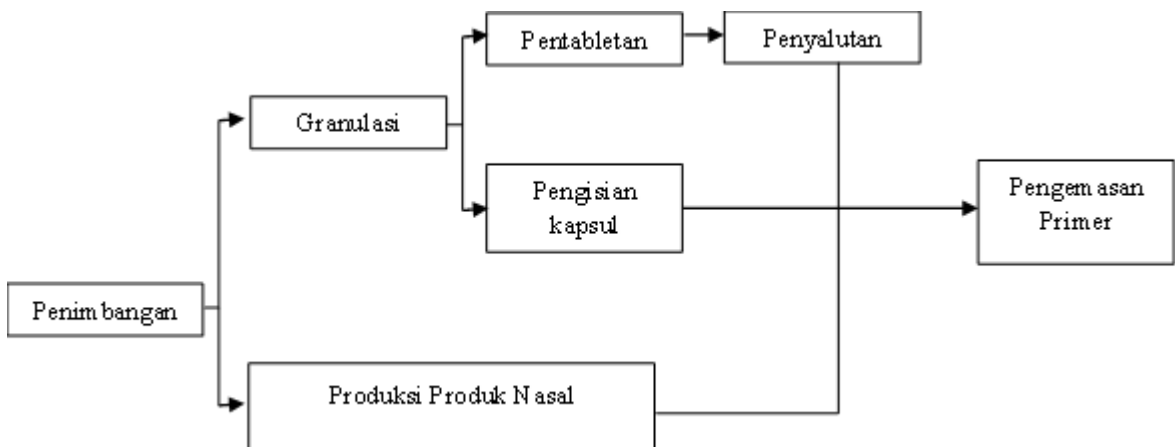 Pentabletan
Penyalutan
Granulasi
Pengisian
kapsul
Pengemasan
Primer
Penimbangan
Produksi Produk Nasal